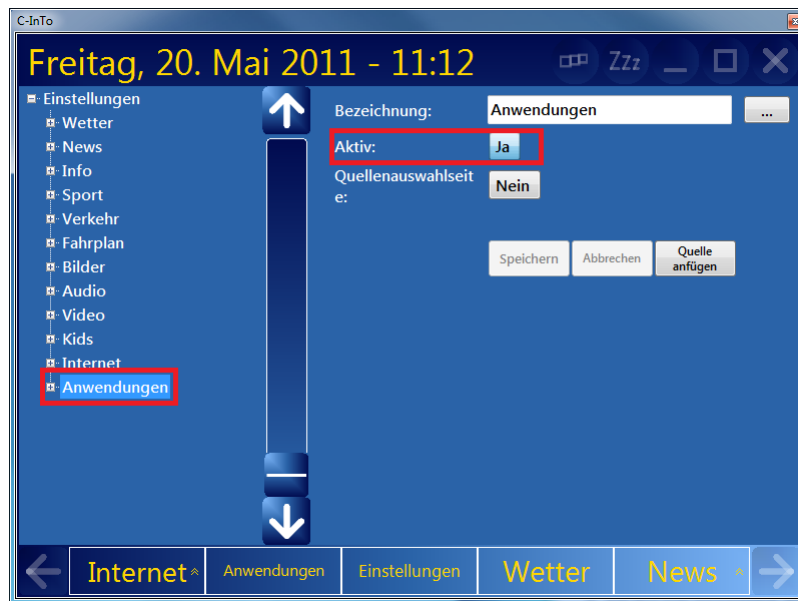 C-InTo
Freitag, 20. Mai 2011 - 11:12
Zzz
Einstellungen
Wetter
News
Info
Sport
Verkehr
Fahrplan
Bilder
Audio
Video
Kids
Internet
Anwendungen
Bezeichnung:
Anwendungen
...
Aktiv:
Ja
Quellenauswahlseit
e:
Nein
Speichern
Abbrechen
Quelle
anfügen
Internet
Anwendungen
Einstellungen
Wetter
News